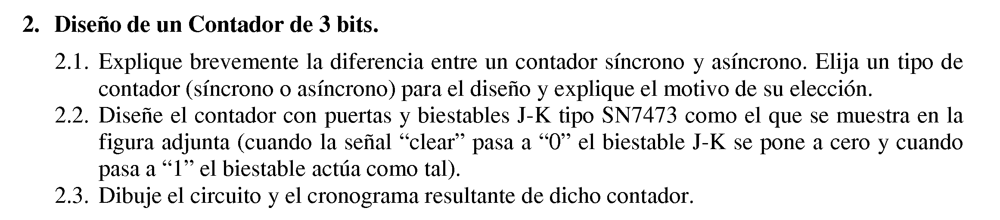 2. Diseño de un Contador de 3 bits.
2.1. Explique brevemente la diferencia entre un contador síncrono y asíncrono. Elija un tipo de
contador (síncrono o asíncrono) para el diseño y explique el motivo de su elección.
2.2. Diseñe el contador con puertas y biestables J-K tipo SN7473 como el que se muestra en la
figura adjunta (cuando la señal “clear” pasa a “0” el biestable J-K se pone a cero y cuando
pasa a “1” el biestable actúa como tal).
2.3. Dibuje el circuito y el cronograma resultante de dicho contador.